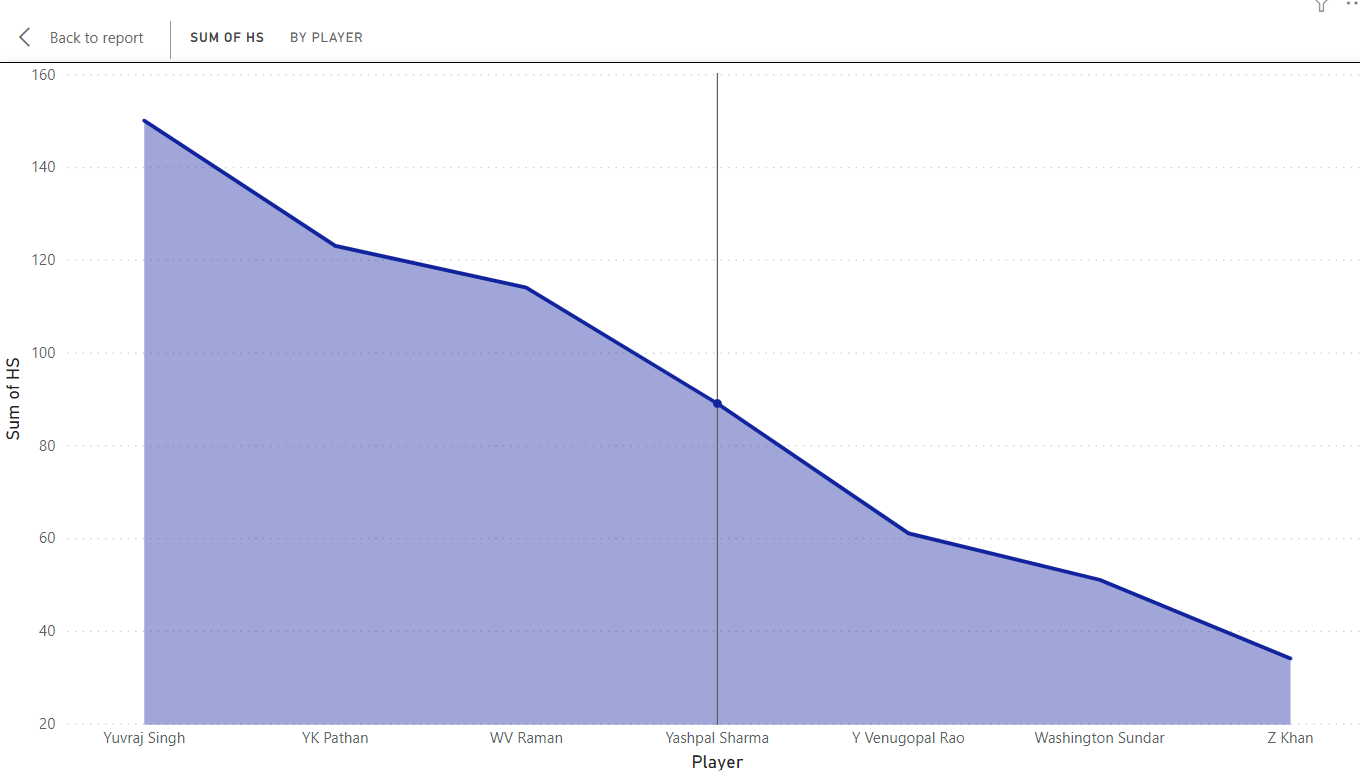 Back to report SUM OF HS BY PLAYER
160
140
120
100
80
60
40
20
Sum of HS
Yuvraj Singh YK Pathan WV Raman Yashpal Sharma Y Venugopal Rao Washington Sundar Z Khan
Player